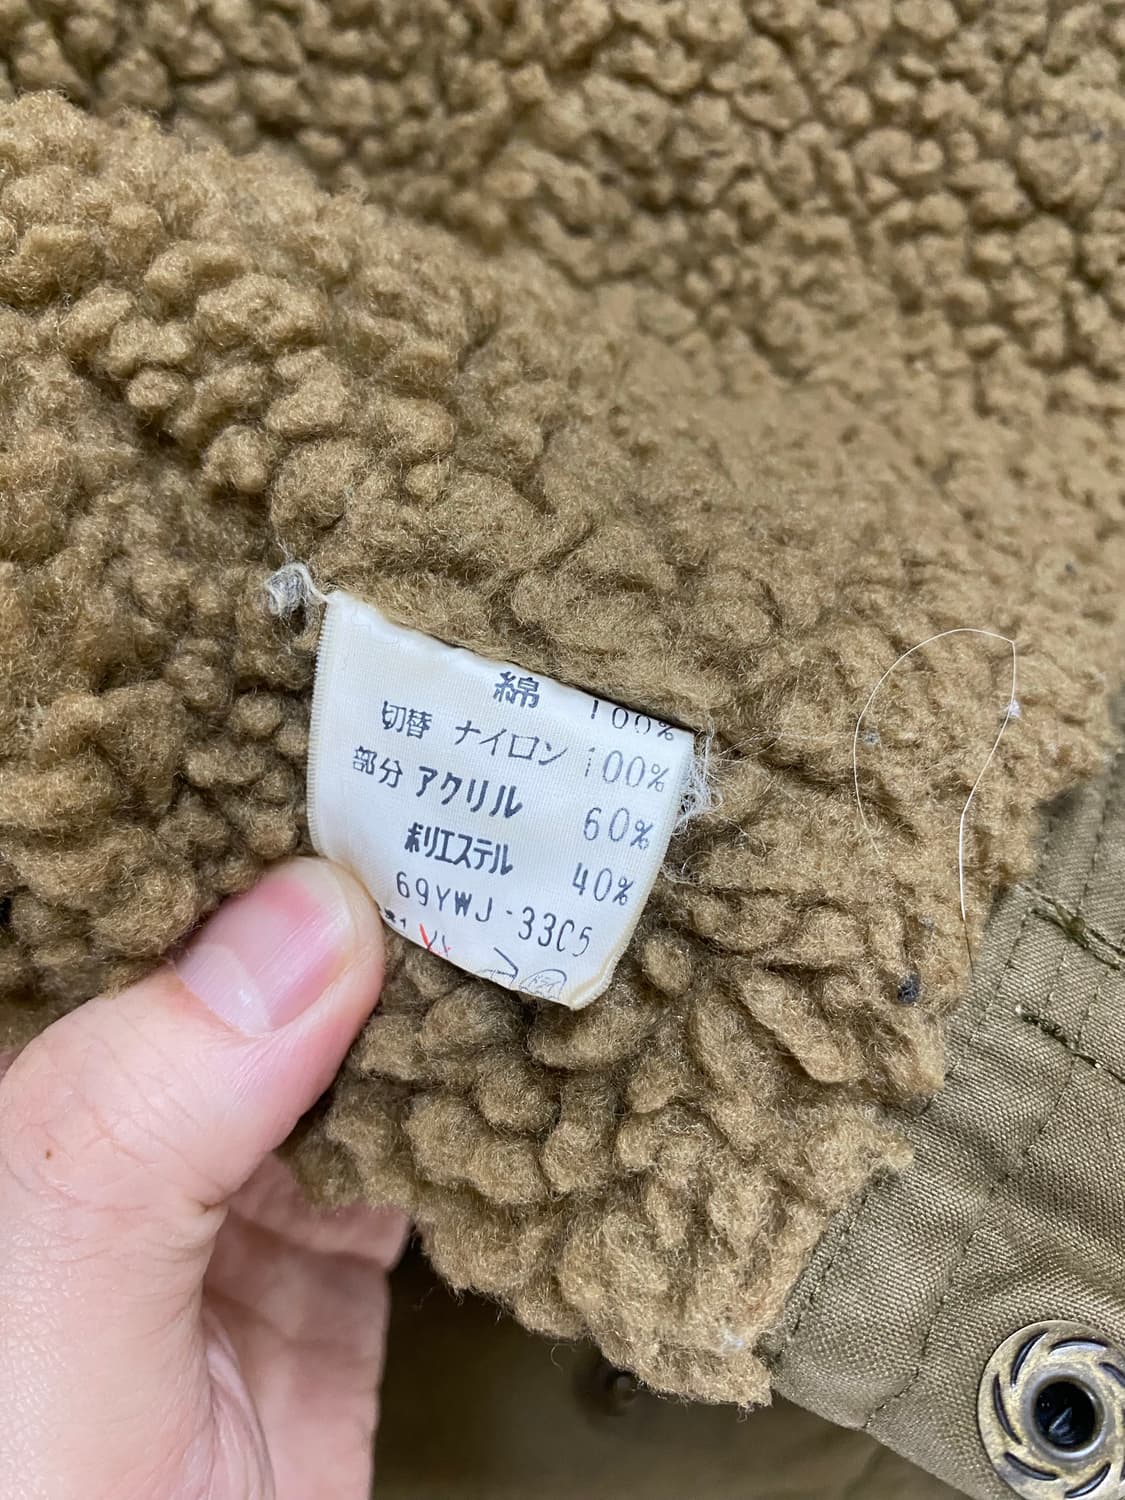 綿 100%
切替 ナイロン 100%
部分 アクリル 60%
ポリエステル 40%
69YWJ-33C5